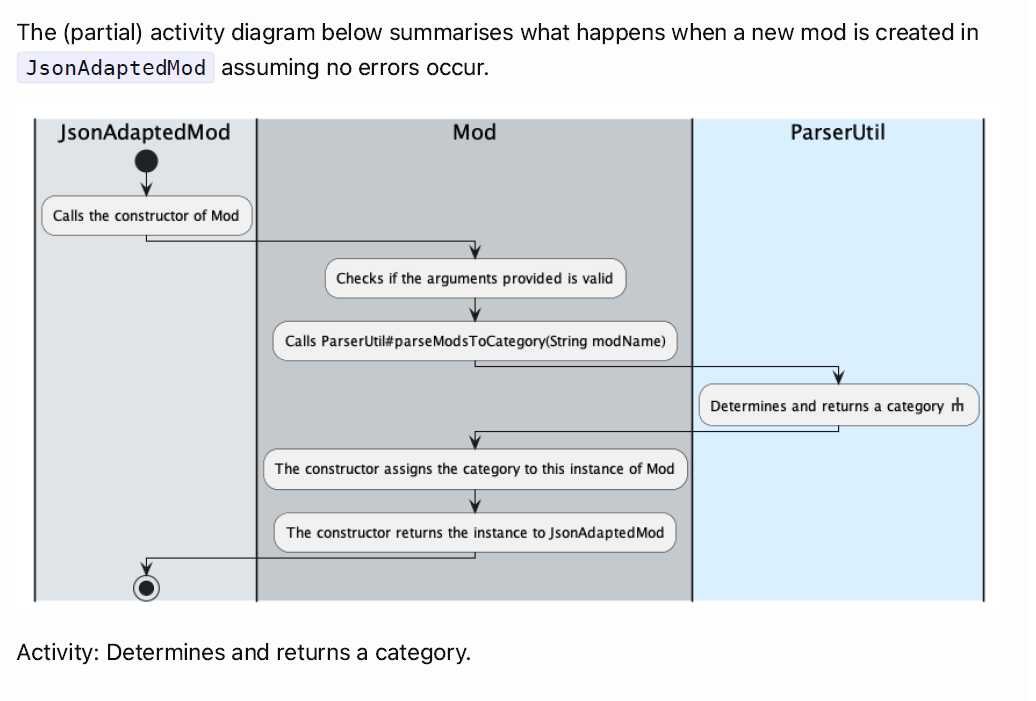 The (partial) activity diagram below summarises what happens when a new mod is created in
JsonAdaptedMod assuming no errors occur.
JsonAdaptedMod
Mod
ParserUtil
Calls the constructor of Mod
Checks if the arguments provided is valid
Calls ParserUtil#parseModsToCategory(String modName)
Determines and returns a category
The constructor assigns the category to this instance of Mod
The constructor returns the instance to JsonAdaptedMod
Activity: Determines and returns a category.